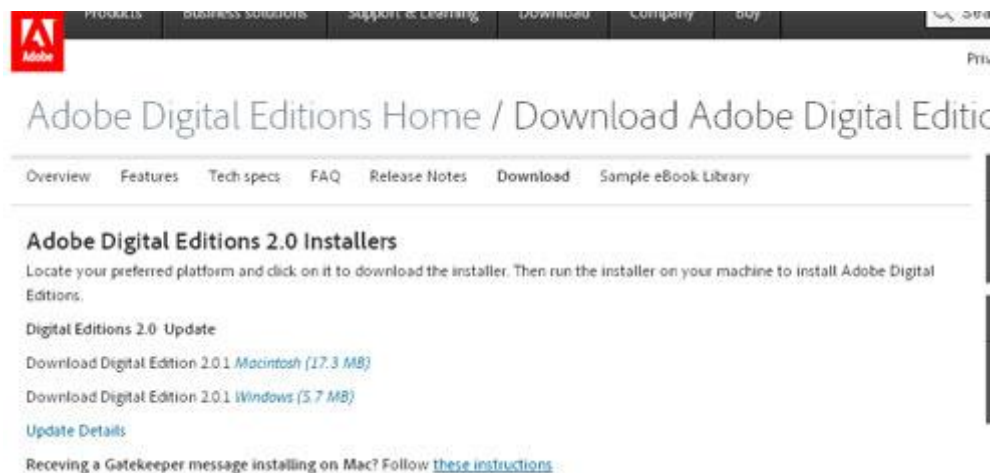 Products Business solutions Support & Learning Download Company Buy
Adobe
Adobe Digital Editions Home / Download Adobe Digital Editio
Overview Features Tech specs FAQ Release Notes Download Sample eBook Library
Adobe Digital Editions 2.0 Installers
Locate your preferred platform and click on it to download the installer. Then run the installer on your machine to install Adobe Digital
Editions.
Digital Editions 2.0 Update
Download Digital Edition 2.0.1 Macintosh (17.3 MB)
Download Digital Edition 2.0.1 Windows (5.7 MB)
Update Details
Receving a Gatekeeper message installing on Mac? Follow these instructions